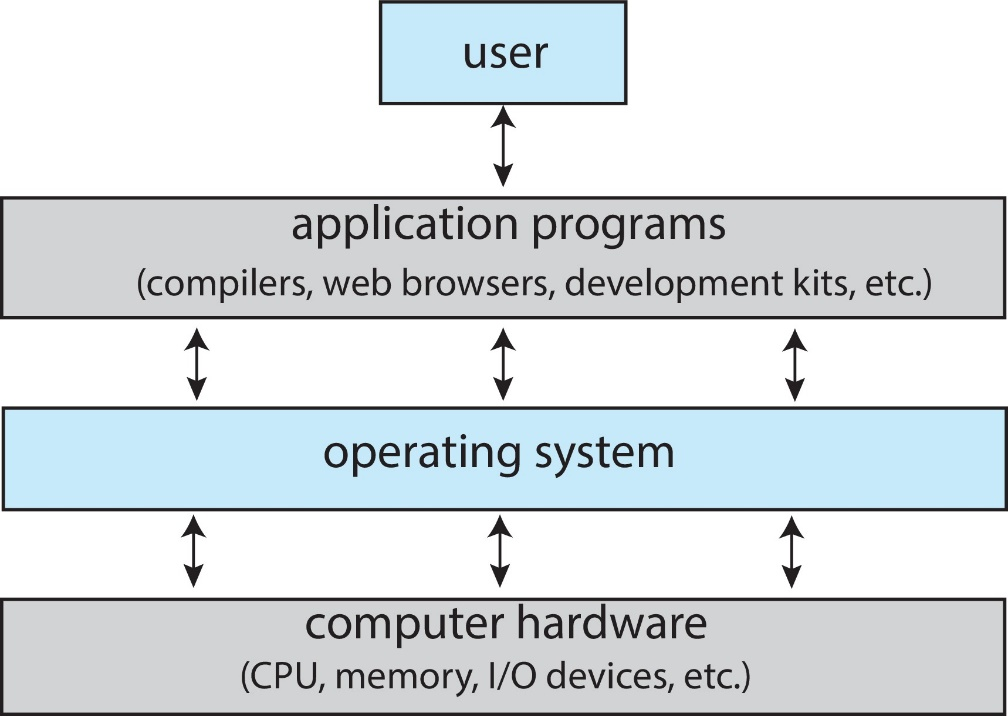 user
application programs
(compilers, web browsers, development kits, etc.)
operating system
computer hardware
(CPU, memory, I/O devices, etc.)